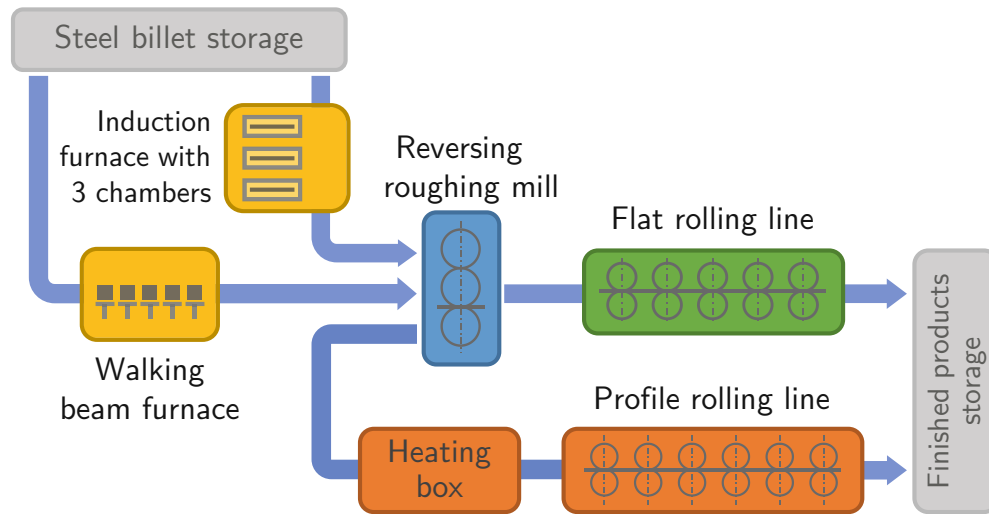 Steel billet storage
Induction
furnace with
3 chambers
Reversing
roughing mill
Flat rolling line
Walking
beam furnace
Profile rolling line
Heating
box
Finished products
storage